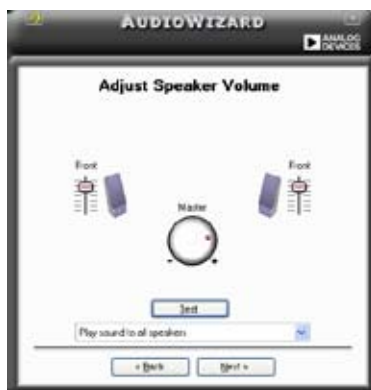 AUDIOWIZARD
ANALOG
DEVICES
Adjust Speaker Volume
Front
Front
Master
- +
Test
Play sound to all speakers
< Back
Next >